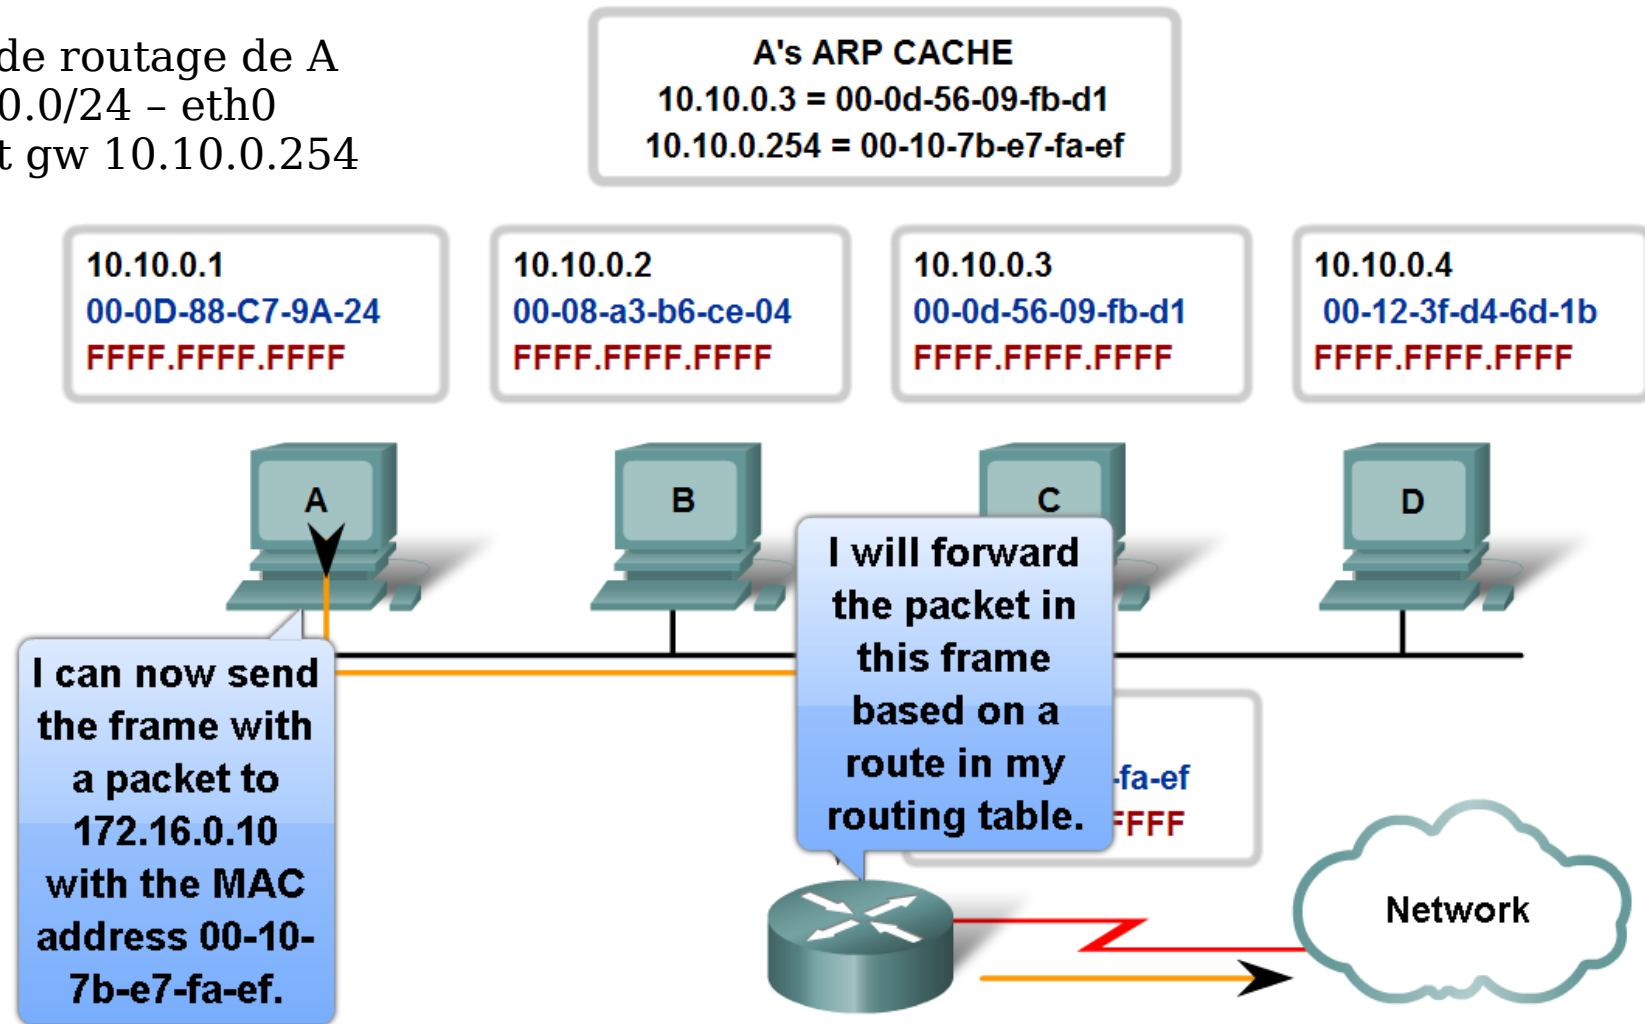 de routage de A
0.0/24 – eth0
t gw 10.10.0.254
A's ARP CACHE
10.10.0.3 = 00-0d-56-09-fb-d1
10.10.0.254 = 00-10-7b-e7-fa-ef
10.10.0.1
00-0D-88-C7-9A-24
FFFF.FFFF.FFFF
10.10.0.2
00-08-a3-b6-ce-04
FFFF.FFFF.FFFF
10.10.0.3
00-0d-56-09-fb-d1
FFFF.FFFF.FFFF
10.10.0.4
00-12-3f-d4-6d-1b
FFFF.FFFF.FFFF
A
B
C
D
I can now send
the frame with
a packet to
172.16.0.10
with the MAC
address 00-10-
7b-e7-fa-ef.
I will forward
the packet in
this frame
based on a
route in my
routing table.
-fa-ef
FFFF
Network